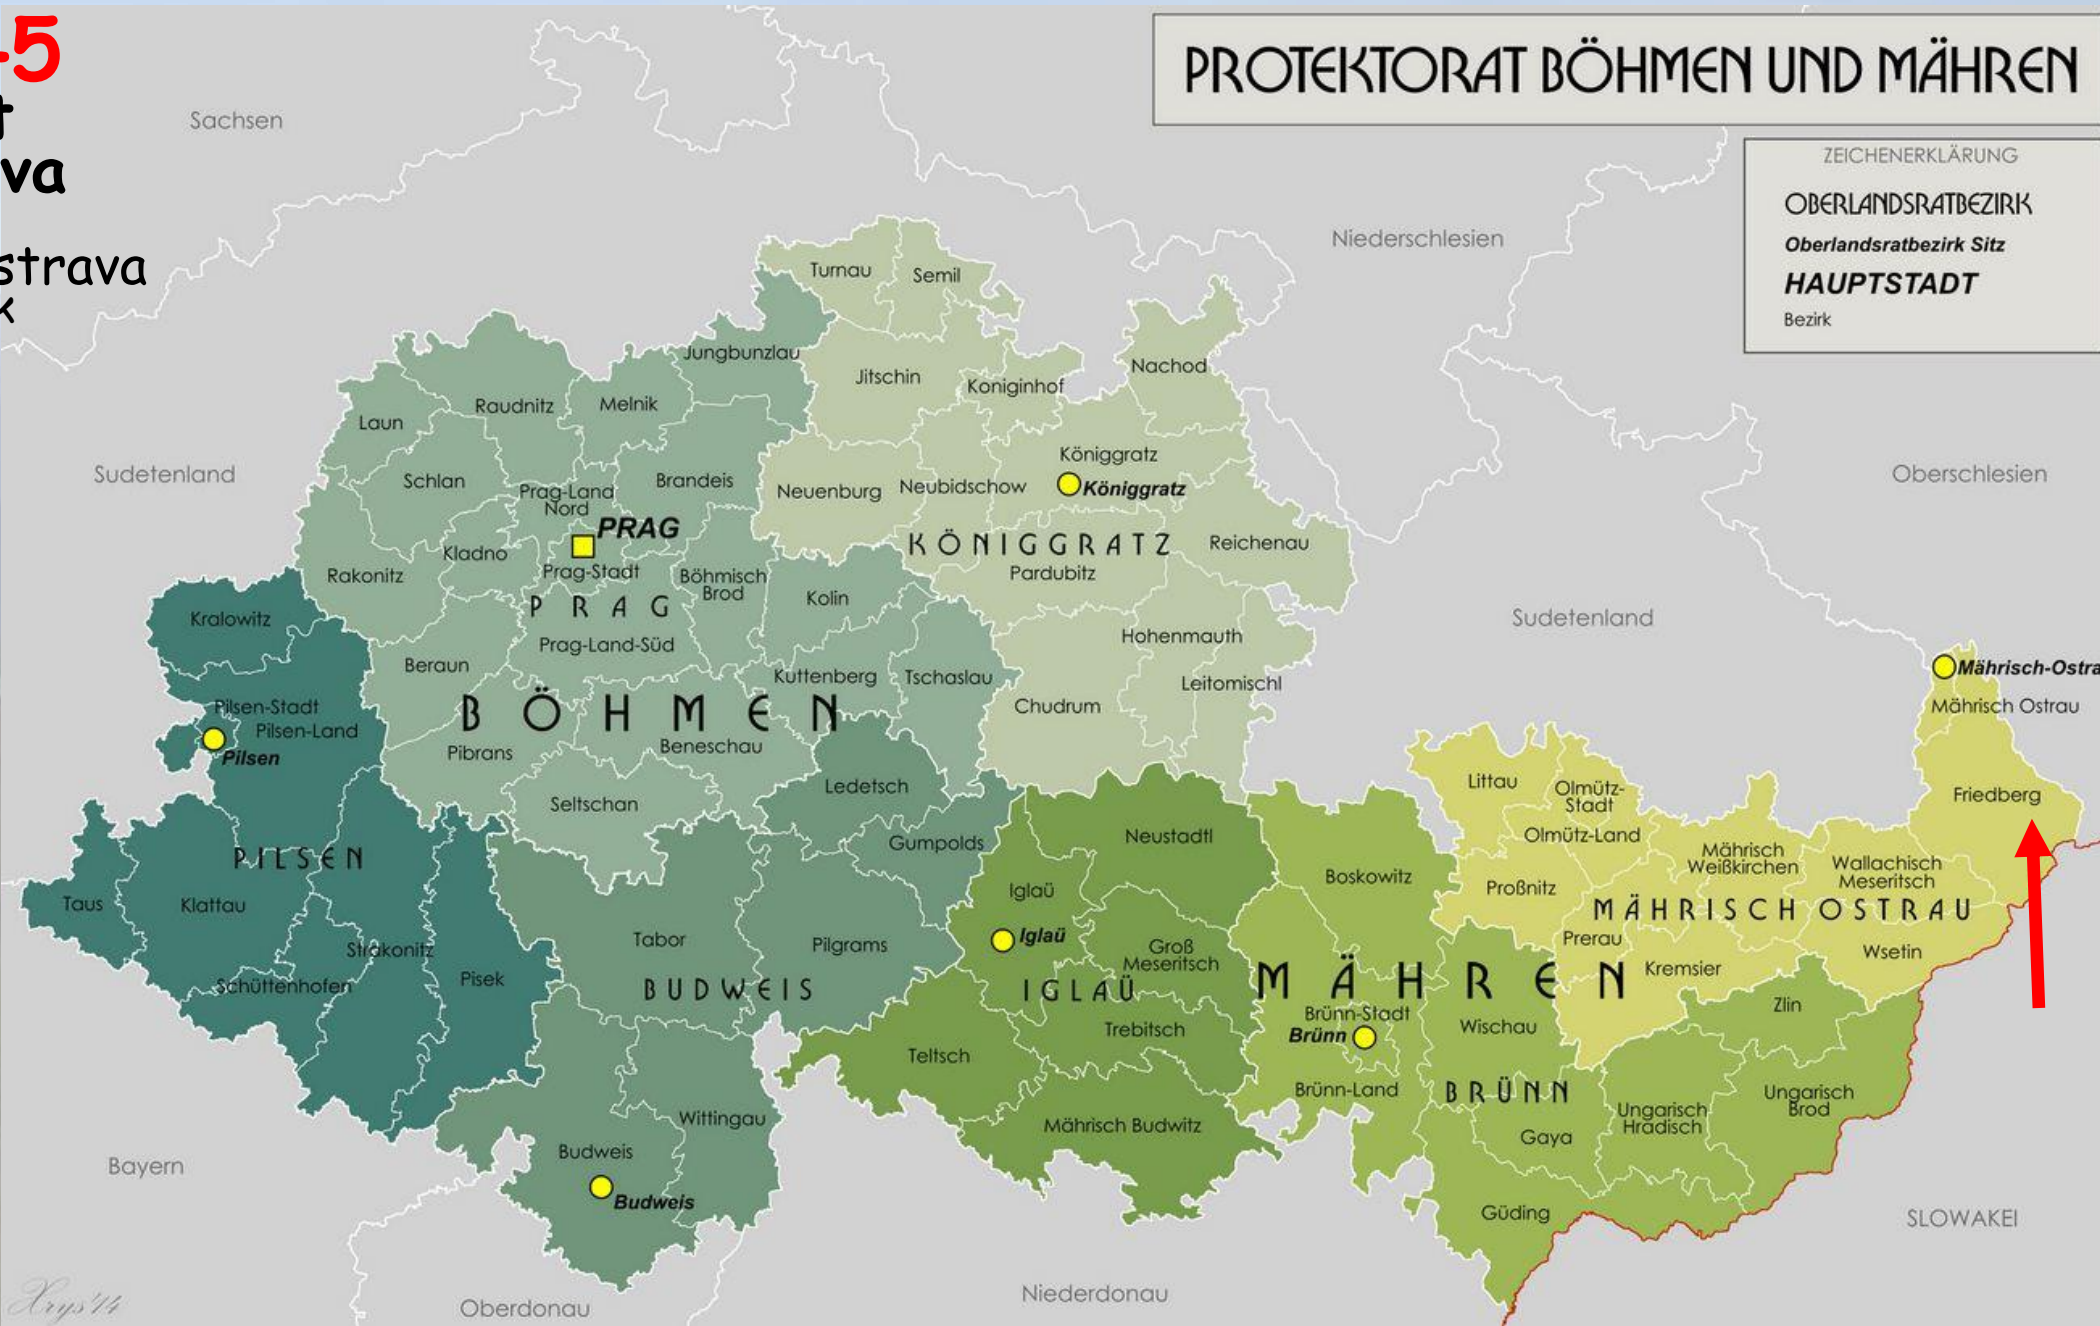 -5
t
va
strava
k
PROTEKTORAT BÖHMEN UND MÄHREN
ZEICHENERKLÄRUNG
OBERLANDSRATBEZIRK
Oberlandsratbezirk Sitz
HAUPTSTADT
Bezirk
Sachsen
Niederschlesien
Sudetenland
Oberschlesien
Sudetenland
Bayern
Oberdonau
Niederdonau
SLOWAKEI
Turnau
Semil
Jungbunzlau
Jitschin
Koniginhof
Nachod
Laun
Raudnitz
Melnik
Königgratz
Königgratz
Schlan
Brandeis
Neuenburg
Neubidschow
Prag-Land
Nord
PRAG
KÖNIGGRATZ
Reichenau
Kladno
Rakonitz
Prag-Stadt
Böhmisch
Brod
Pardubitz
PRAG
Kolin
Kralowitz
Prag-Land-Süd
Hohenmauth
Beraun
Kuttenberg
Tschaslau
Leitomischl
Pilsen-Stadt
Pilsen-Land
Pilsen
BÖHMEN
Chudrum
Pibrans
Beneschau
Mährisch-Ostra
Mährisch Ostrau
Seltschan
Ledetsch
Littau
Olmütz-
Stadt
Friedberg
PILSEN
Gumpolds
Neustadtl
Olmütz-Land
Mährisch
Weißkirchen
Wallachisch
Meseritsch
Taus
Klattau
Iglaü
Boskowitz
Proßnitz
MÄHRISCH OSTRAU
Strakonitz
Tabor
Pilgrams
Iglaü
Groß
Meseritsch
Prerau
Wsetin
Schüttenhofen
Pisek
BUDWEIS
IGLAÜ
MÄHREN
Kremsier
Zlin
Brünn-Stadt
Brünn
Wischau
Teltsch
Trebitsch
Brünn-Land
BRÜNN
Ungarisch
Brod
Wittingau
Mährisch Budwitz
Gaya
Ungarisch
Hradisch
Budweis
Budweis
Güding
Xrys'14